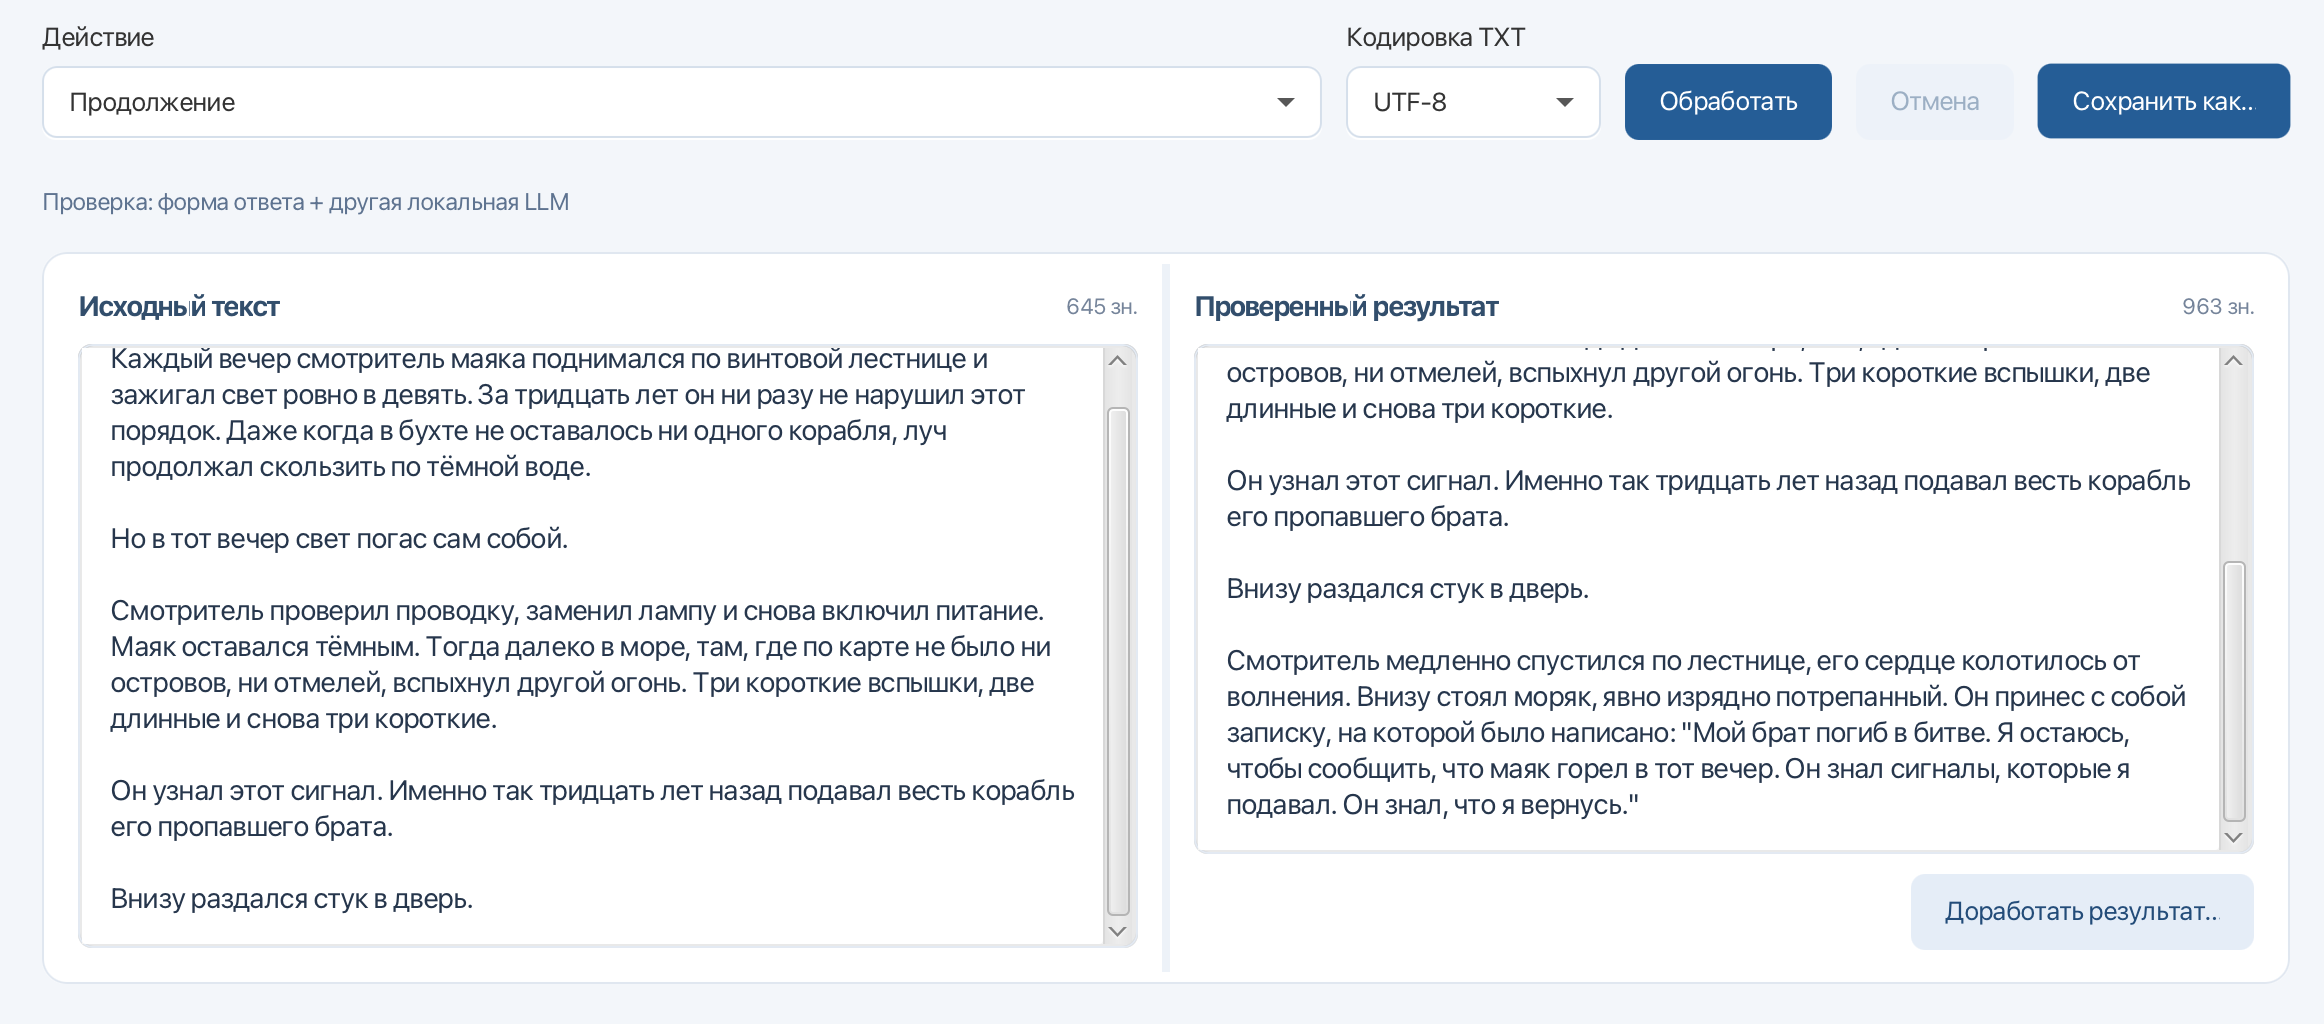 Действие
Кодировка TXT
Продолжение
UTF-8
Обработать
Отмена
Сохранить как...
Проверка: форма ответа + другая локальная LLM
Исходный текст
645 зн.
Каждый вечер смотритель маяка поднимался по винтовой лестнице и
зажигал свет ровно в девять. За тридцать лет он ни разу не нарушил этот
порядок. Даже когда в бухте не оставалось ни одного корабля, луч
продолжал скользить по тёмной воде.
Но в тот вечер свет погас сам собой.
Смотритель проверил проводку, заменил лампу и снова включил питание.
Маяк оставался тёмным. Тогда далеко в море, там, где по карте не было ни
островов, ни отмелей, вспыхнул другой огонь. Три короткие вспышки, две
длинные и снова три короткие.
Он узнал этот сигнал. Именно так тридцать лет назад подавал весть корабль
его пропавшего брата.
Внизу раздался стук в дверь.
Проверенный результат
963 зн.
островов, ни отмелей, вспыхнул другой огонь. Три короткие вспышки, две
длинные и снова три короткие.
Он узнал этот сигнал. Именно так тридцать лет назад подавал весть корабль
его пропавшего брата.
Внизу раздался стук в дверь.
Смотритель медленно спустился по лестнице, его сердце колотилось от
волнения. Внизу стоял моряк, явно изрядно потрепанный. Он принес с собой
записку, на которой было написано: "Мой брат погиб в битве. Я остаюсь,
чтобы сообщить, что маяк горел в тот вечер. Он знал сигналы, которые я
подавал. Он знал, что я вернусь."
Доработать результат...